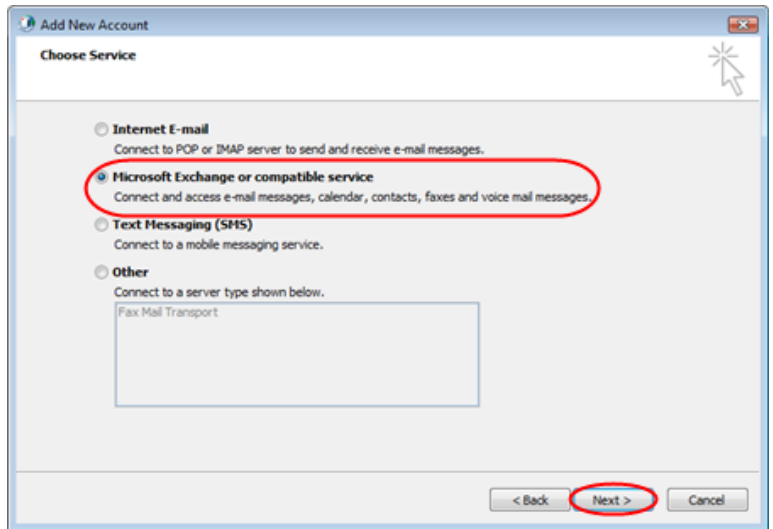 Add New Account
Choose Service
Internet E-mail
Connect to POP or IMAP server to send and receive e-mail messages.
Microsoft Exchange or compatible service
Connect and access e-mail messages, calendar, contacts, faxes and voice mail messages.
Text Messaging (SMS)
Connect to a mobile messaging service.
Other
Connect to a server type shown below.
Fax Mail Transport
< Back Next > Cancel